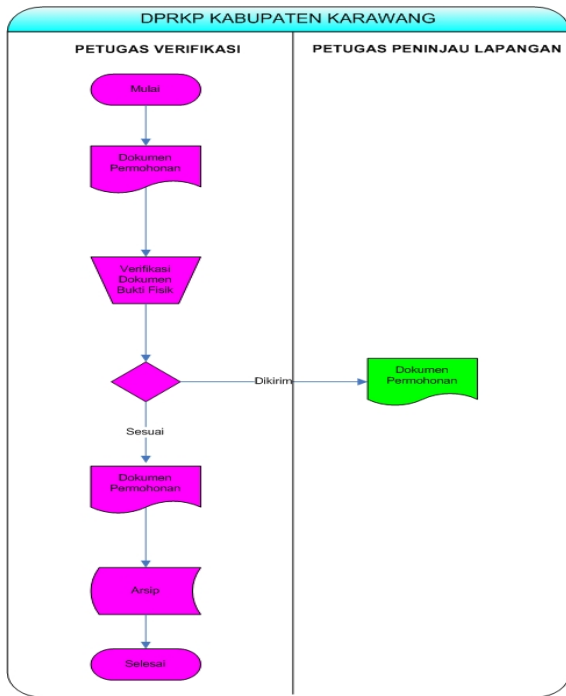 DPRKP KABUPATEN KARAWANG
PETUGAS VERIFIKASI
PETUGAS PENINJAU LAPANGAN
Mulai
Dokumen
Permohonan
Verifikasi
Dokumen
Bukti Fisik
Dikirim
Dokumen
Permohonan
Sesuai
Dokumen
Permohonan
Arsip
Selesai